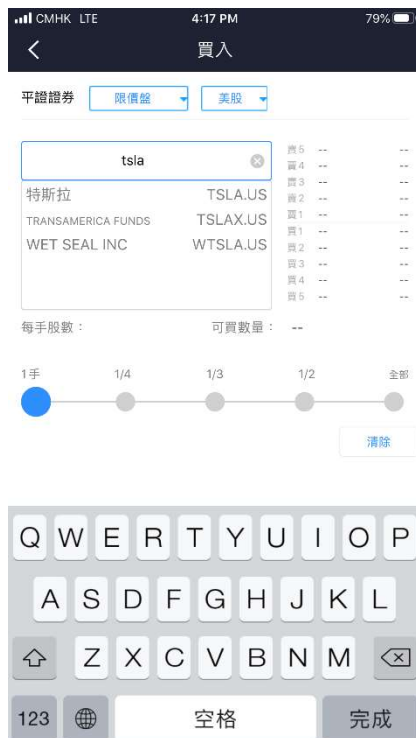 CMHK LTE 4:17 PM 79%
買入
平證證券 限價盤 美股
tsla
特斯拉 TSLA.US
TRANSAMERICA FUNDS TSLAX.US
WET SEAL INC WTSLA.US
賣5 -- --
賣4 -- --
賣3 -- --
賣2 -- --
賣1 -- --
買1 -- --
買2 -- --
買3 -- --
買4 -- --
買5 -- --
每手股數： 可買數量： --
1手 1/4 1/3 1/2 全部
清除
Q W E R T Y U I O P
A S D F G H J K L
Z X C V B N M
123 空格 完成